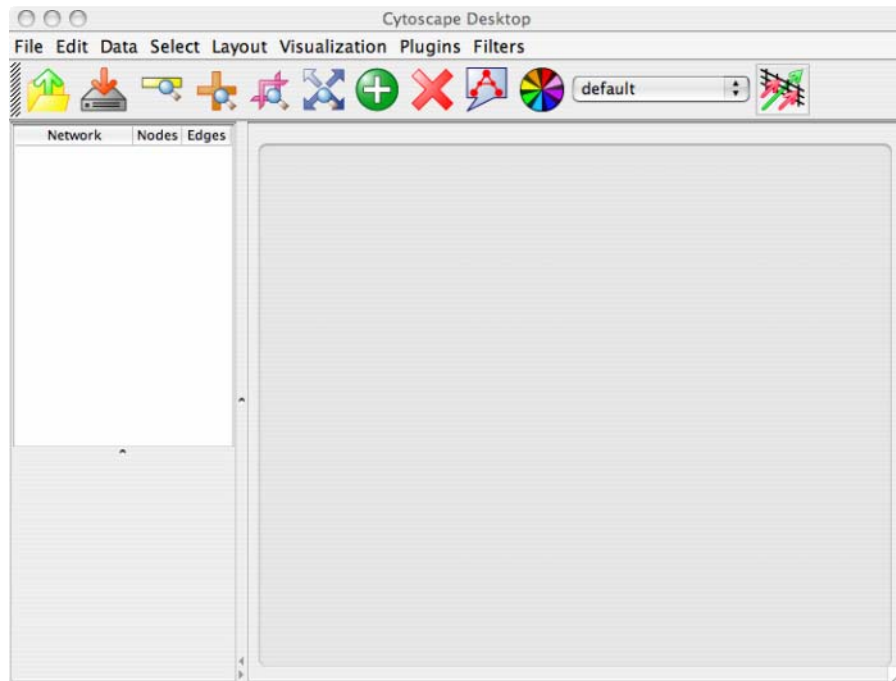 Cytoscape Desktop
File Edit Data Select Layout Visualization Plugins Filters
default
Network Nodes Edges